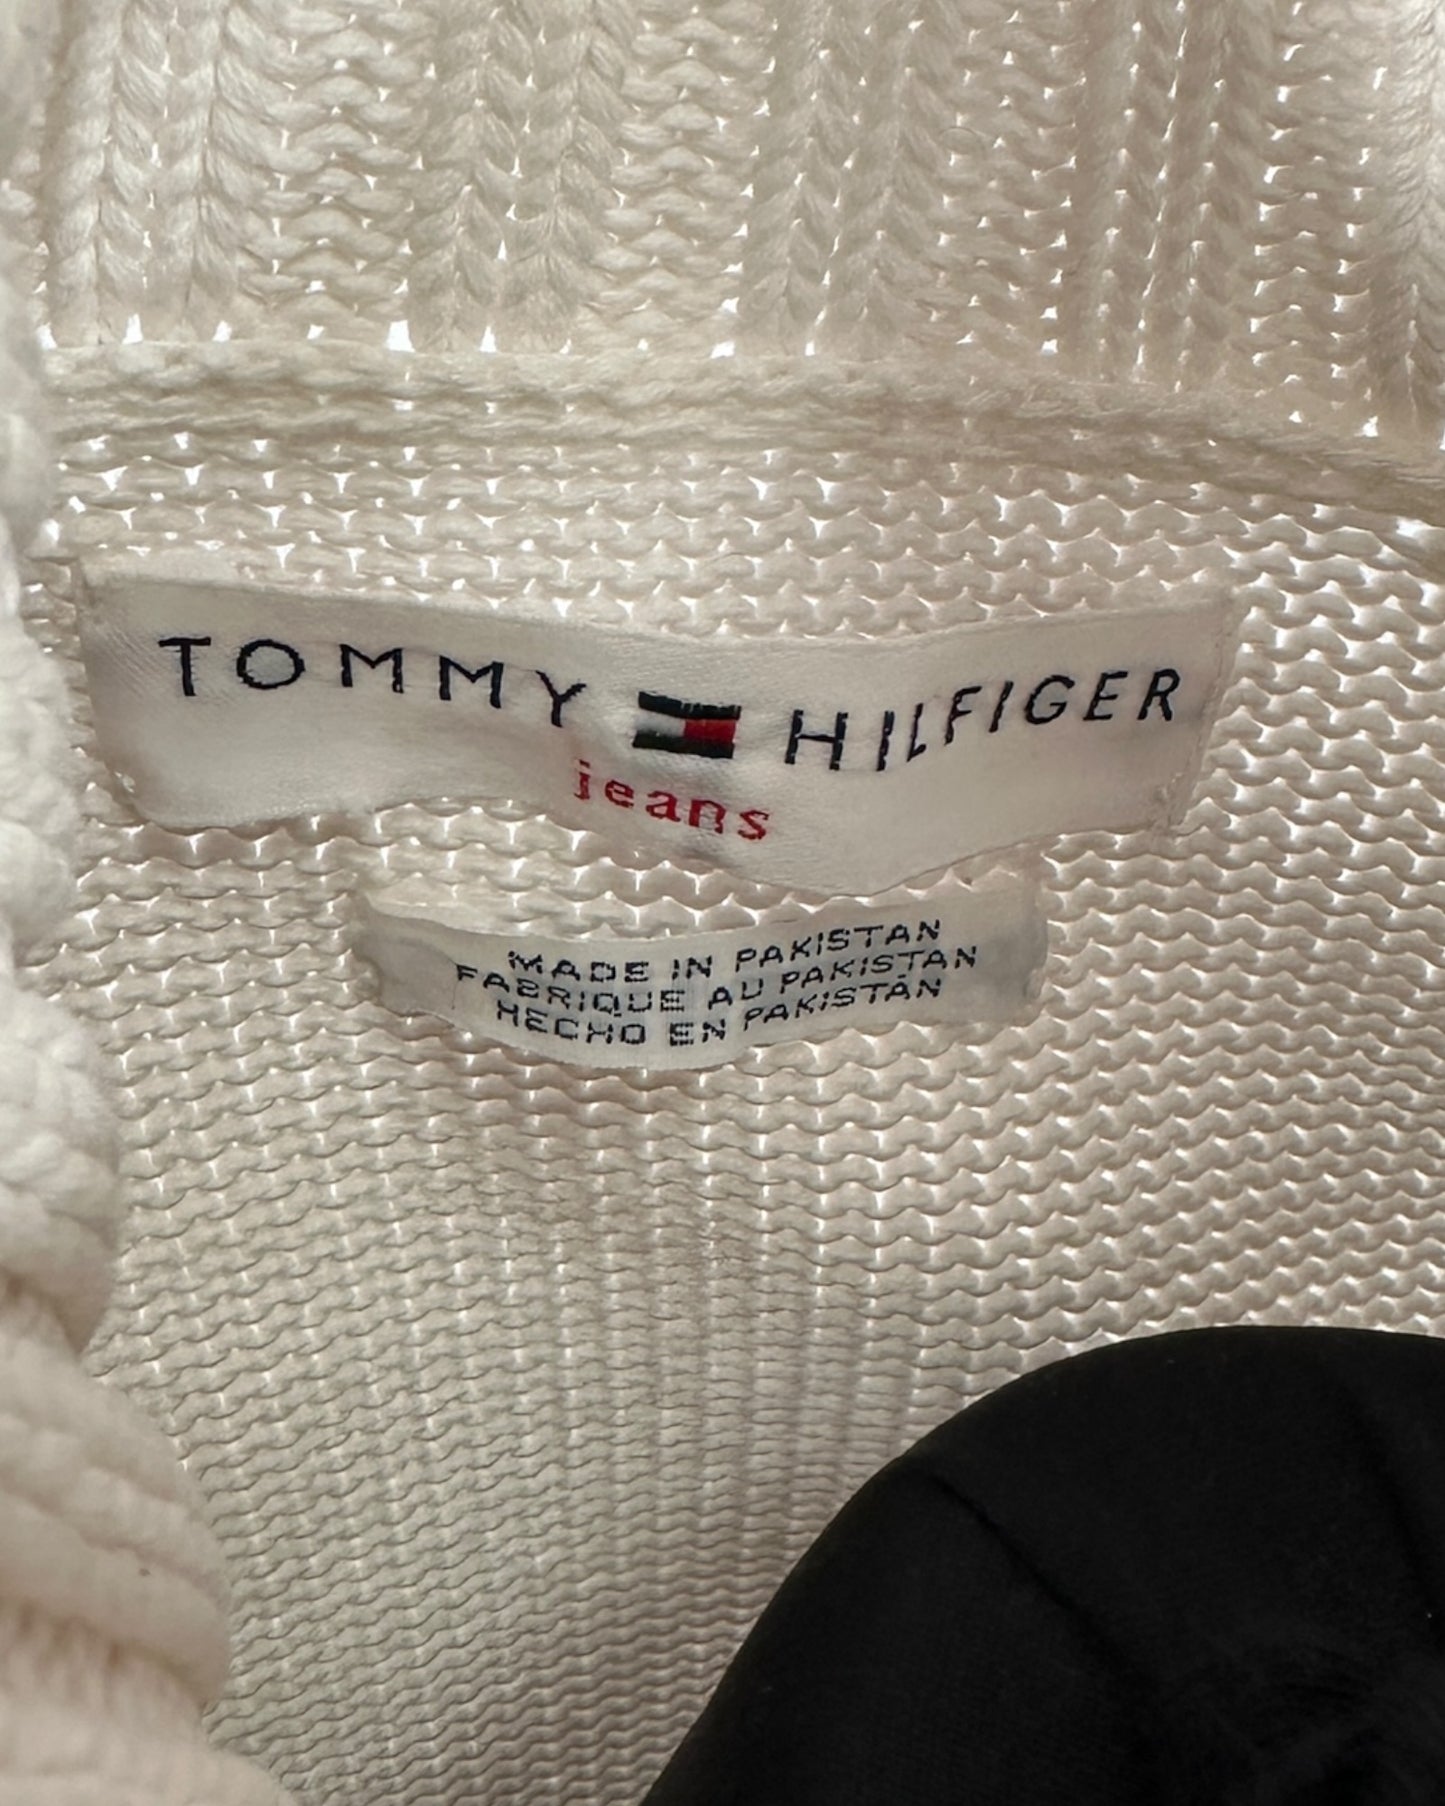 TOMMY HILFIGER
jeans
MADE IN PAKISTAN
FABRIQUE AU PAKISTAN
HECHO EN PAKISTÁN